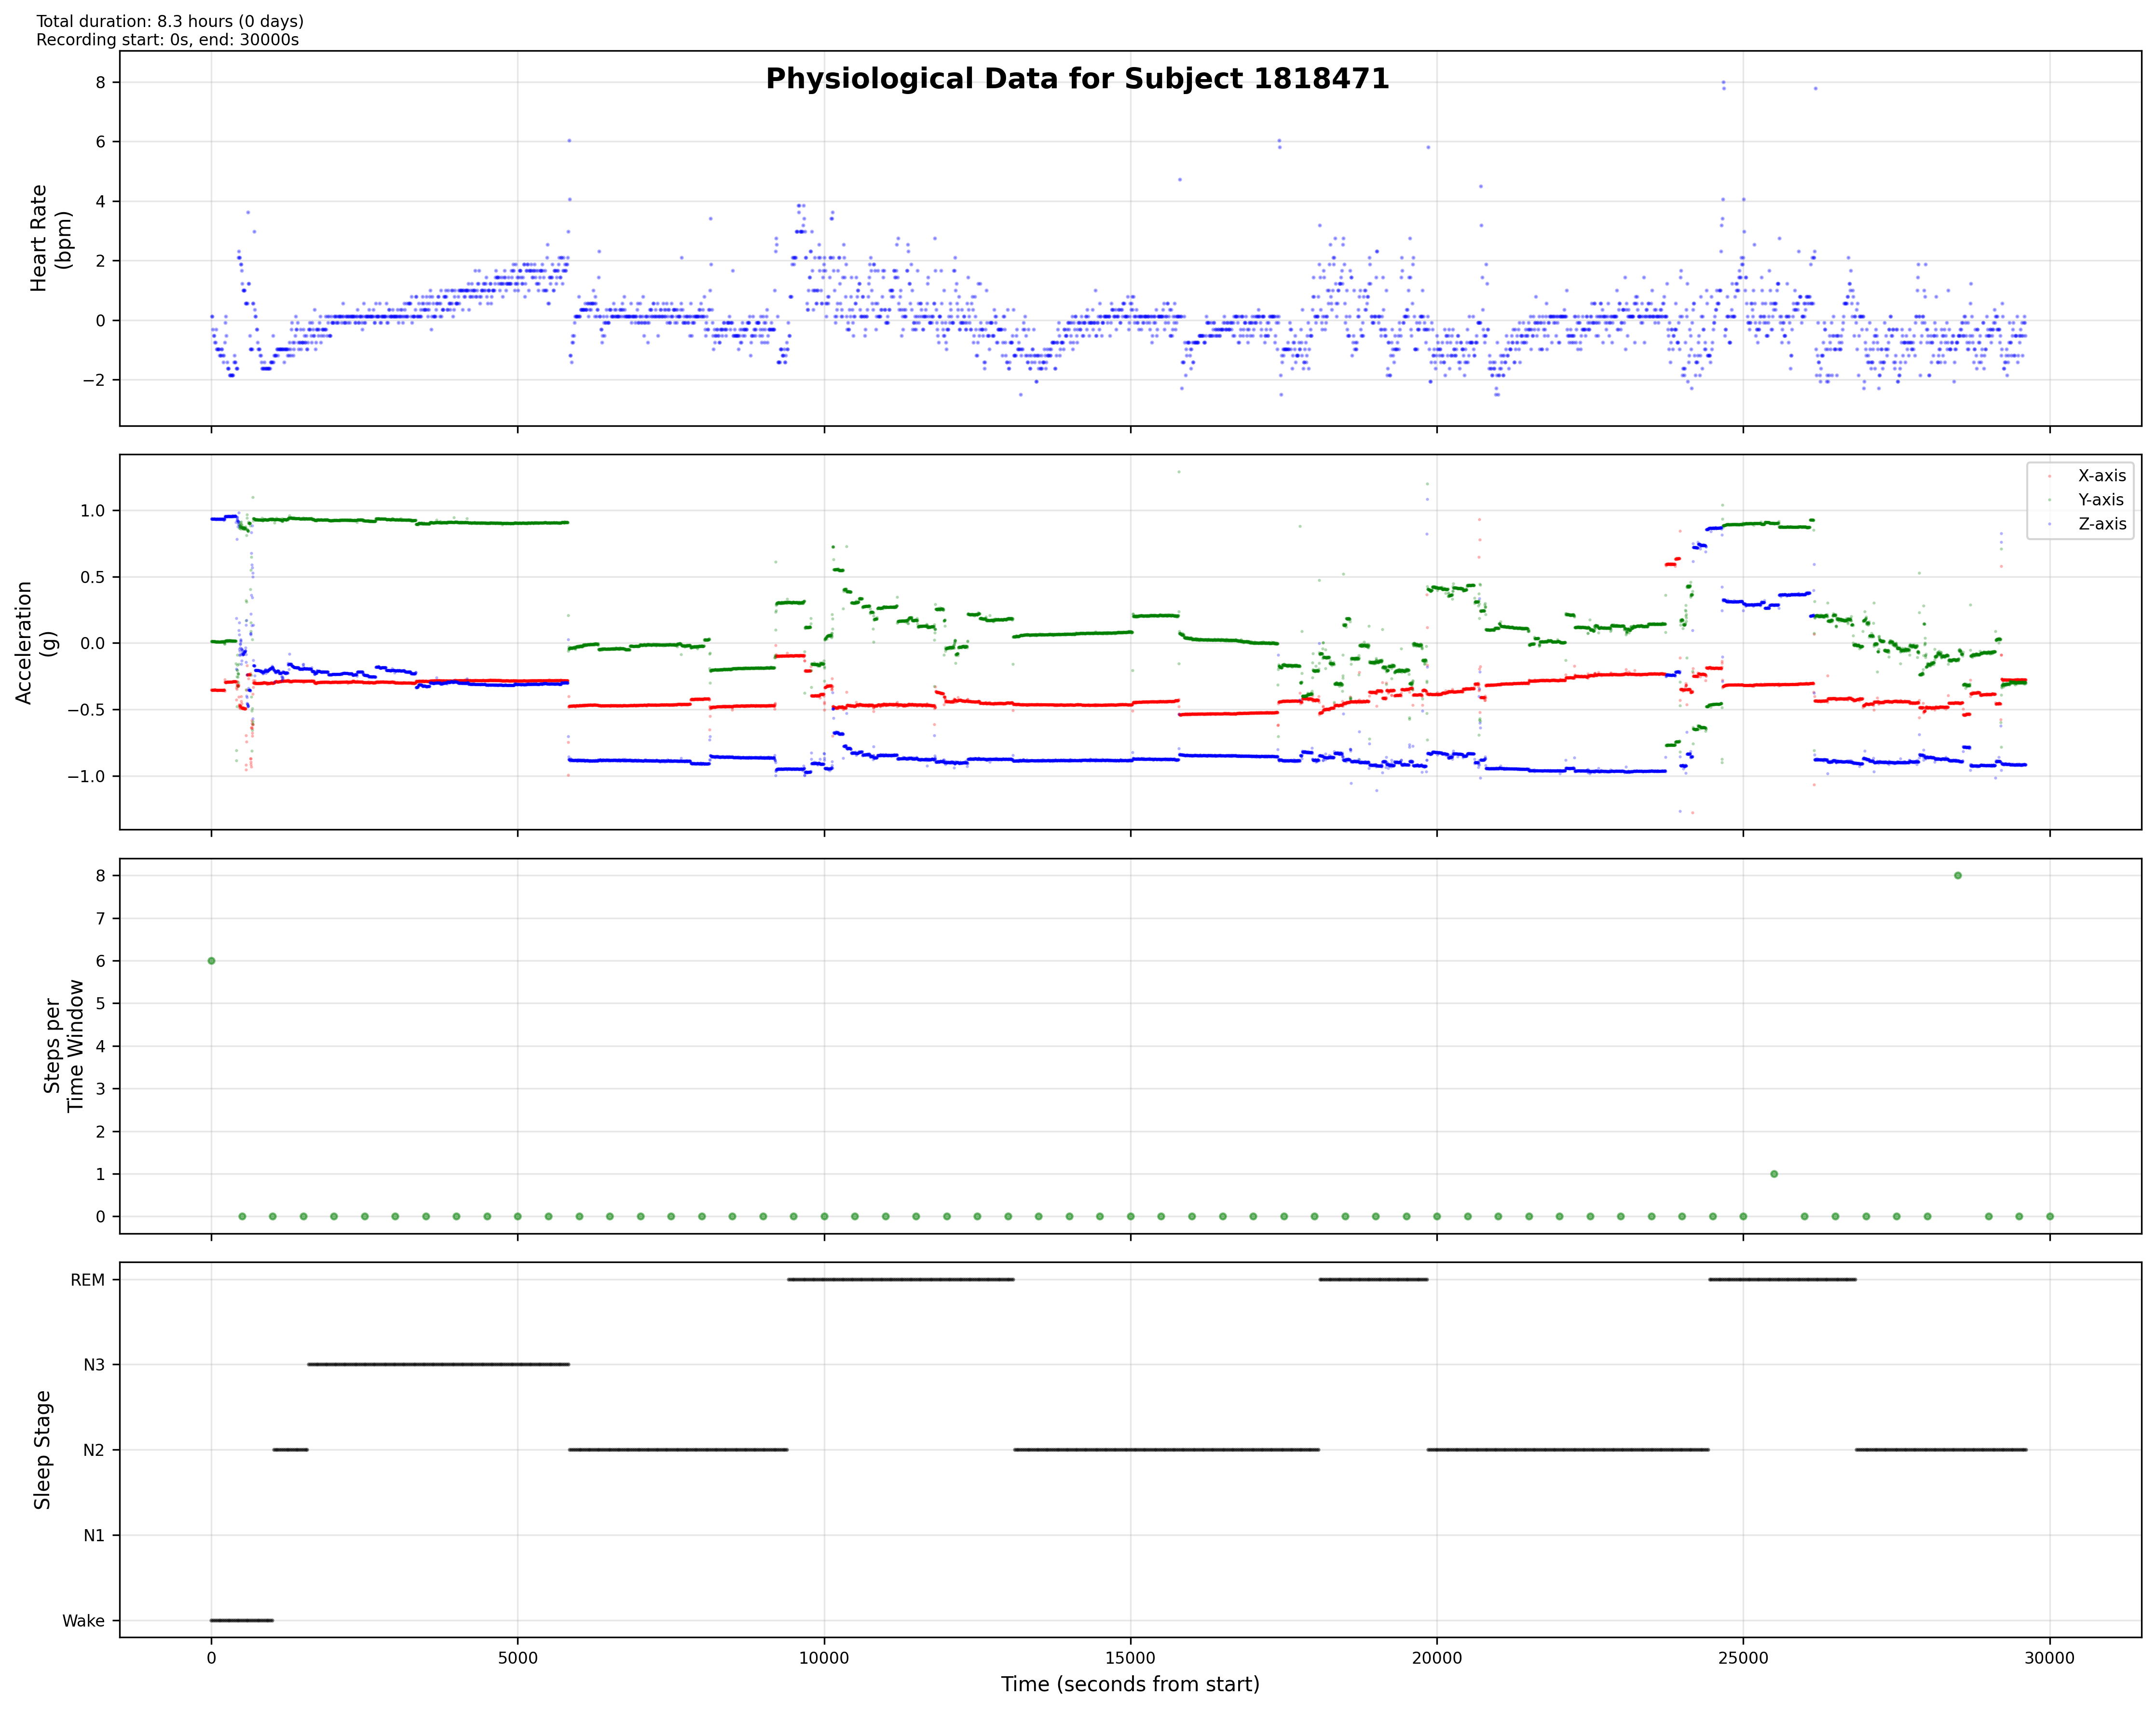 Total duration: 8.3 hours (0 days)
Recording start: 0s, end: 30000s
Physiological Data for Subject 1818471
Heart Rate
(bpm)
8
6
4
2
0
−2
Acceleration
(g)
1.0
0.5
0.0
−0.5
−1.0
X-axis
Y-axis
Z-axis
Steps per
Time Window
8
7
6
5
4
3
2
1
0
Sleep Stage
REM
N3
N2
N1
Wake
0
5000
10000
15000
20000
25000
30000
Time (seconds from start)